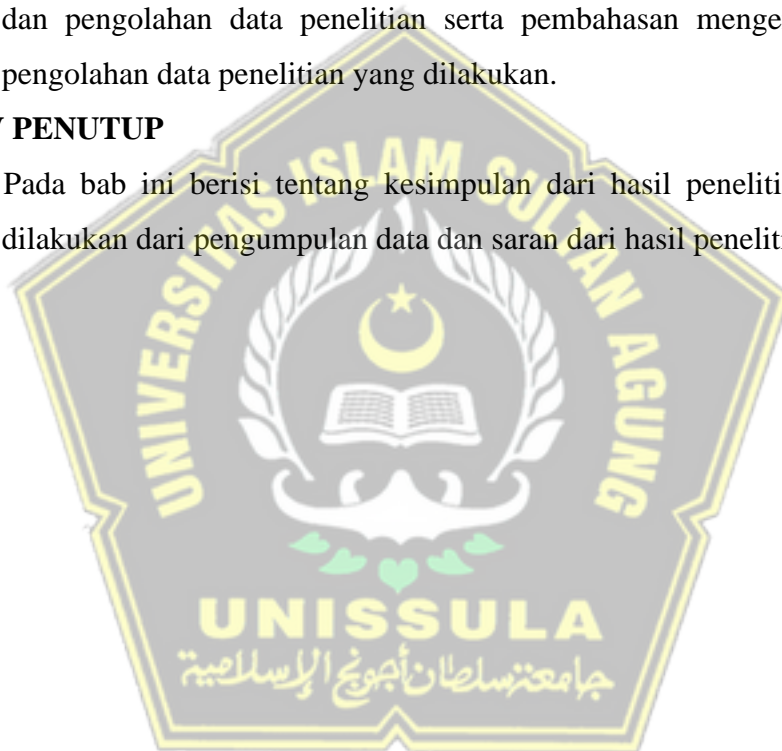 dan pengolahan data penelitian serta pembahasan menge
pengolahan data penelitian yang dilakukan.
PENUTUP
Pada bab ini berisi tentang kesimpulan dari hasil peneliti
dilakukan dari pengumpulan data dan saran dari hasil penelit
UNIVERSITAS ISLAM SULTAN AGUNG
UNISSULA
جامعة سلطان أجونج الإسلامية